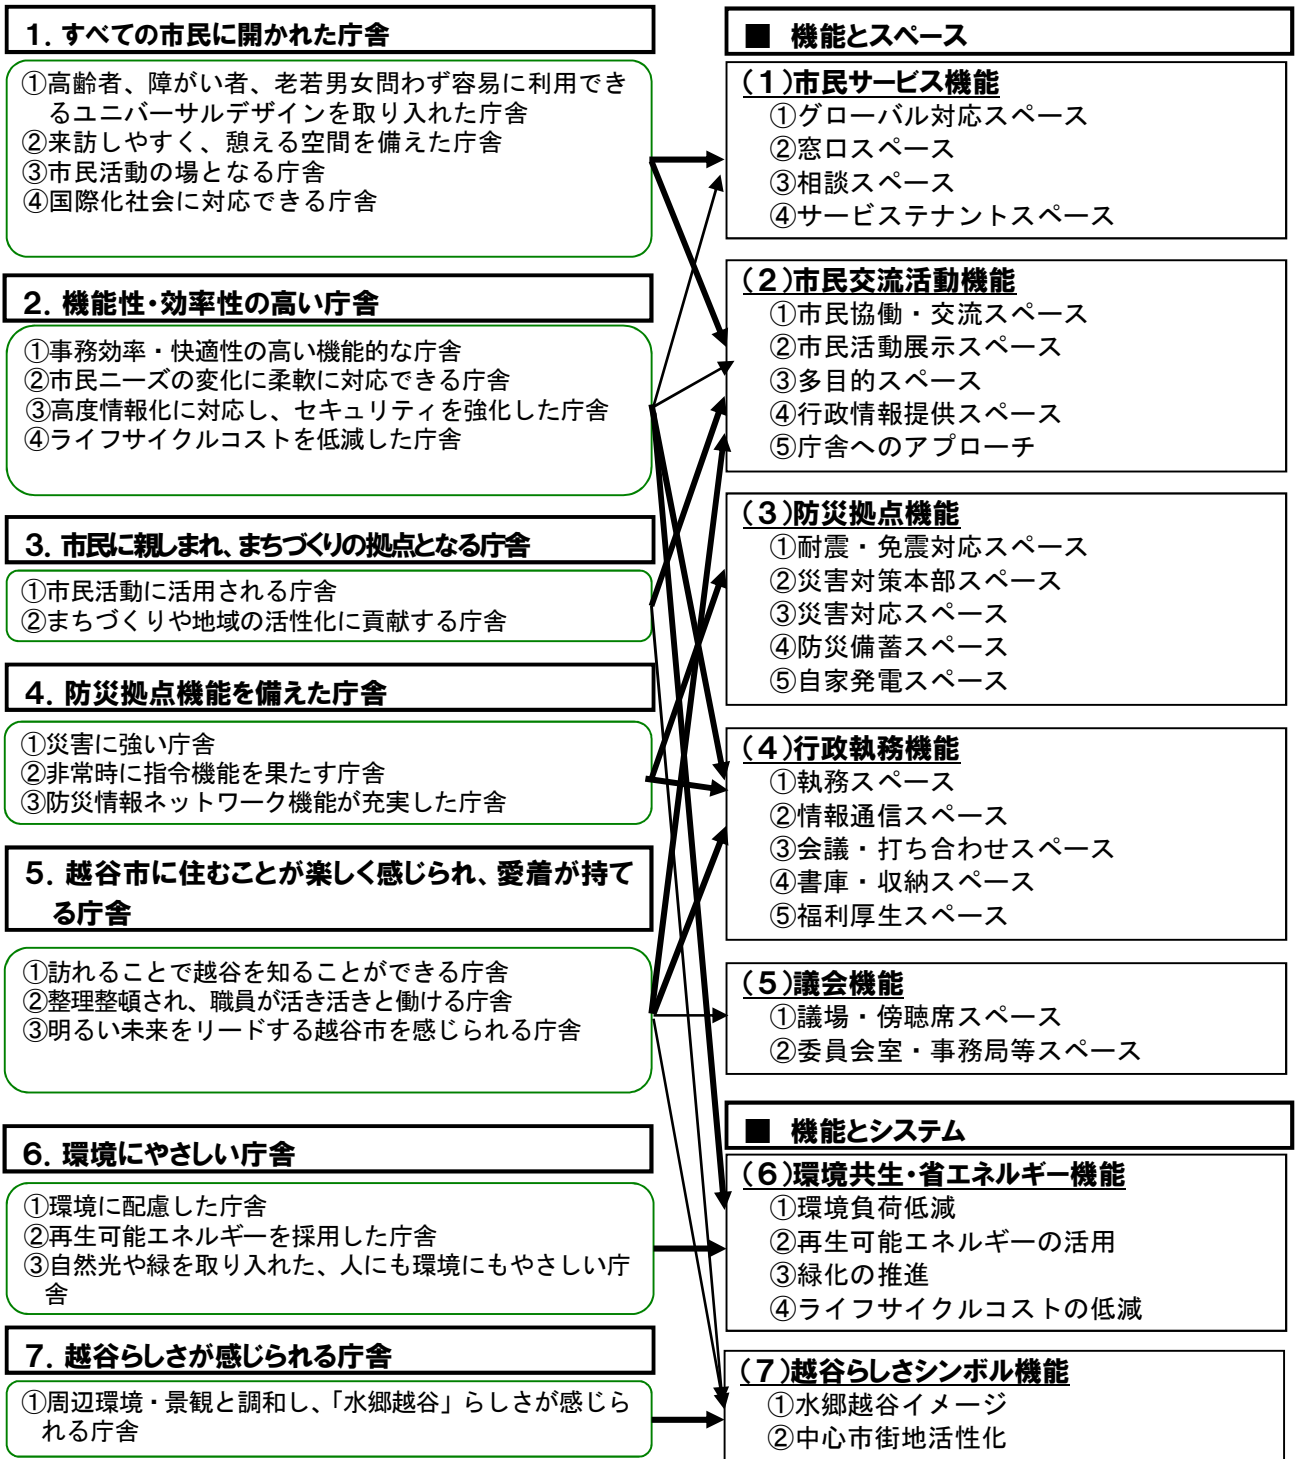 １．すべての市民に開かれた庁舎
①高齢者、障がい者、老若男女問わず容易に利用でき
るユニバーサルデザインを取り入れた庁舎
②来訪しやすく、憩える空間を備えた庁舎
③市民活動の場となる庁舎
④国際化社会に対応できる庁舎
２．機能性・効率性の高い庁舎
①事務効率・快適性の高い機能的な庁舎
②市民ニーズの変化に柔軟に対応できる庁舎
③高度情報化に対応し、セキュリティを強化した庁舎
④ライフサイクルコストを低減した庁舎
３．市民に親しまれ、まちづくりの拠点となる庁舎
①市民活動に活用される庁舎
②まちづくりや地域の活性化に貢献する庁舎
４．防災拠点機能を備えた庁舎
①災害に強い庁舎
②非常時に指令機能を果たす庁舎
③防災情報ネットワーク機能が充実した庁舎
５．越谷市に住むことが楽しく感じられ、愛着が持て
る庁舎
①訪れることで越谷を知ることができる庁舎
②整理整頓され、職員が活き活きと働ける庁舎
③明るい未来をリードする越谷市を感じられる庁舎
６．環境にやさしい庁舎
①環境に配慮した庁舎
②再生可能エネルギーを採用した庁舎
③自然光や緑を取り入れた、人にも環境にもやさしい庁
舎
７．越谷らしさが感じられる庁舎
①周辺環境・景観と調和し、「水郷越谷」らしさが感じら
れる庁舎
■ 機能とスペース
（１）市民サービス機能
①グローバル対応スペース
②窓口スペース
③相談スペース
④サービステナントスペース
（２）市民交流活動機能
①市民協働・交流スペース
②市民活動展示スペース
③多目的スペース
④行政情報提供スペース
⑤庁舎へのアプローチ
（３）防災拠点機能
①耐震・免震対応スペース
②災害対策本部スペース
③災害対応スペース
④防災備蓄スペース
⑤自家発電スペース
（４）行政執務機能
①執務スペース
②情報通信スペース
③会議・打ち合わせスペース
④書庫・収納スペース
⑤福利厚生スペース
（５）議会機能
①議場・傍聴席スペース
②委員会室・事務局等スペース
■ 機能とシステム
（６）環境共生・省エネルギー機能
①環境負荷低減
②再生可能エネルギーの活用
③緑化の推進
④ライフサイクルコストの低減
（７）越谷らしさシンボル機能
①水郷越谷イメージ
②中心市街地活性化